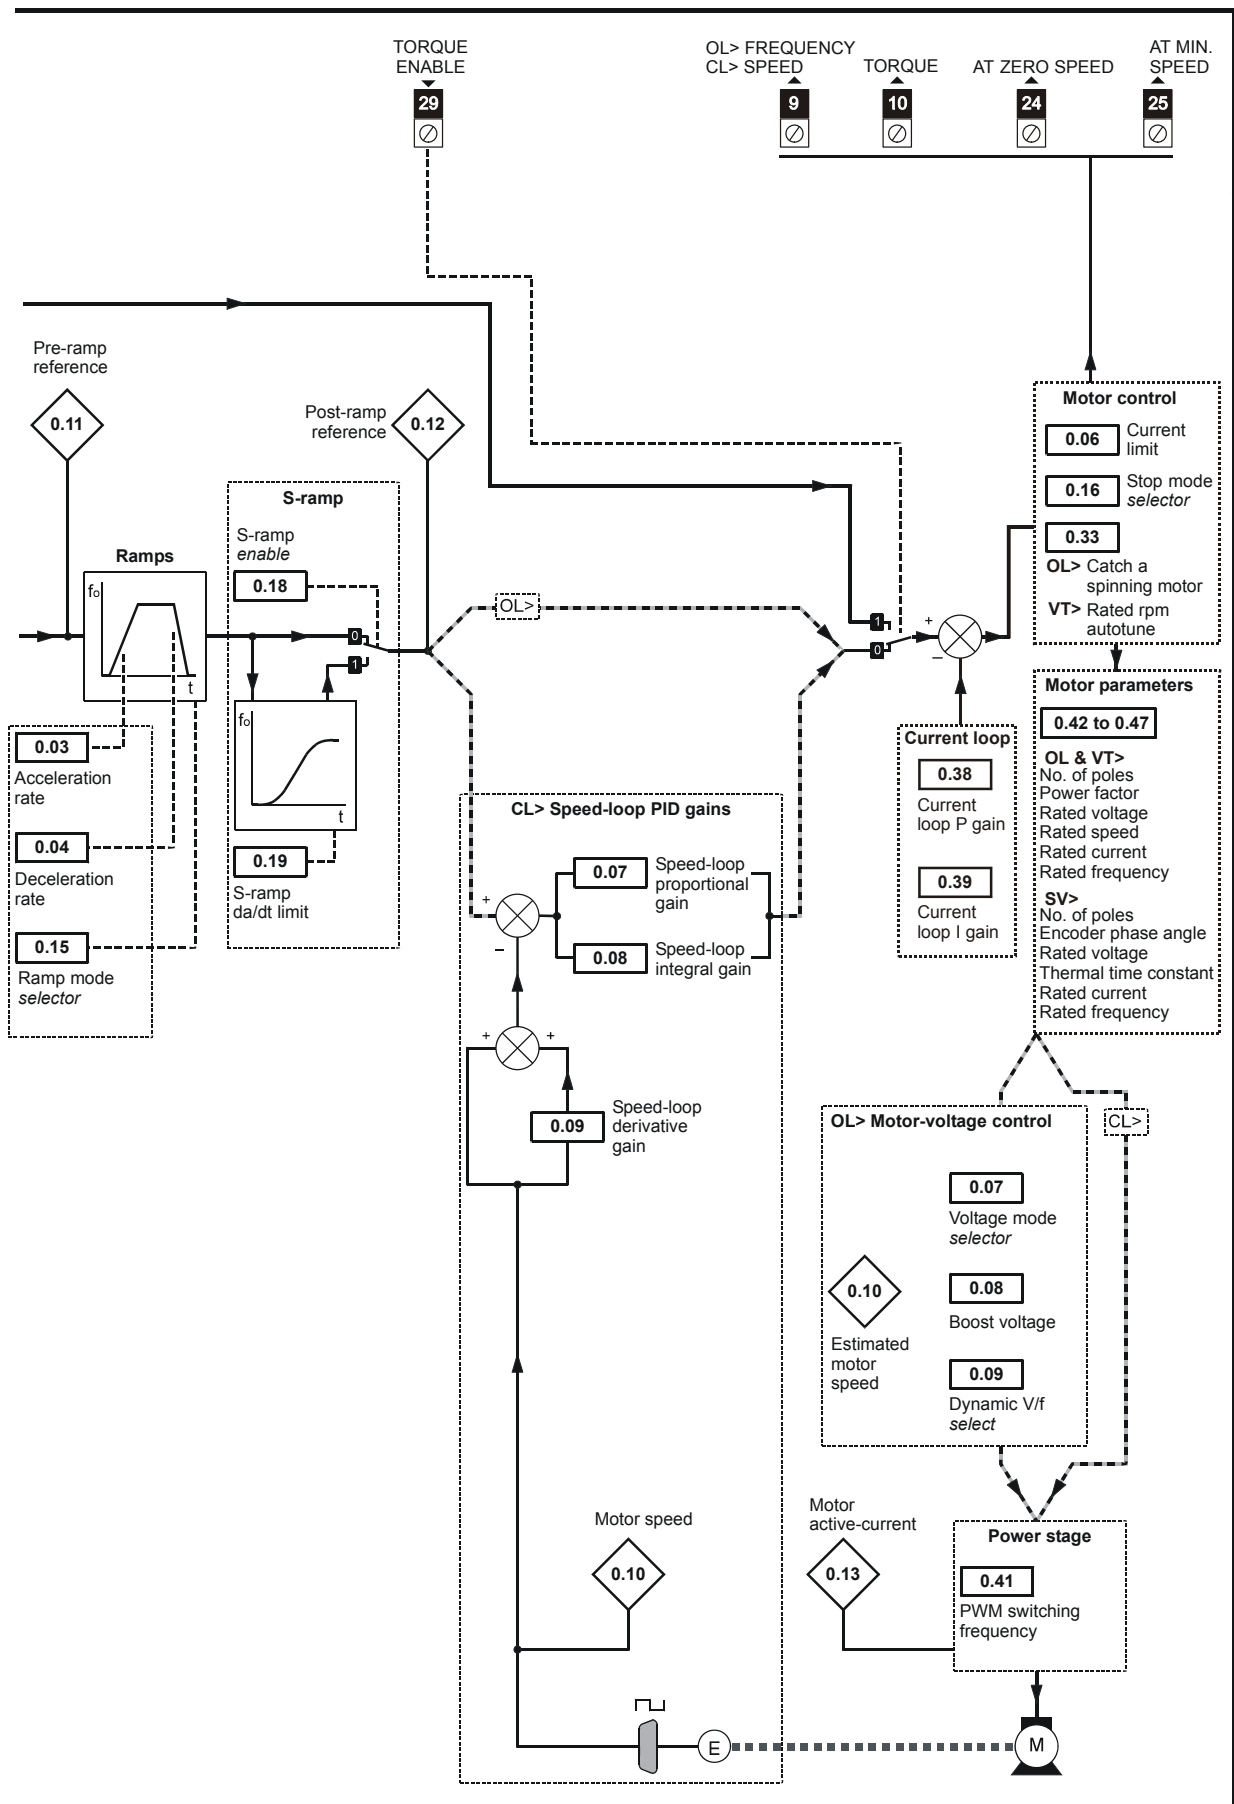 TORQUE
ENABLE
29
OL> FREQUENCY
CL> SPEED
9
TORQUE
10
AT ZERO SPEED
24
AT MIN.
SPEED
25
Pre-ramp
reference
0.11
Post-ramp
reference
0.12
Ramps
fo
t
0.03
Acceleration
rate
0.04
Deceleration
rate
0.15
Ramp mode
selector
S-ramp
S-ramp
enable
0.18
0
1
fo
t
0.19
S-ramp
da/dt limit
OL>
1
0
+
–
Motor control
0.06
Current
limit
0.16
Stop mode
selector
0.33
OL> Catch a
spinning motor
VT> Rated rpm
autotune
Current loop
0.38
Current
loop P gain
0.39
Current
loop I gain
Motor parameters
0.42 to 0.47
OL & VT>
No. of poles
Power factor
Rated voltage
Rated speed
Rated current
Rated frequency
SV>
No. of poles
Encoder phase angle
Rated voltage
Thermal time constant
Rated current
Rated frequency
CL> Speed-loop PID gains
+
–
0.07
Speed-loop
proportional
gain
0.08
Speed-loop
integral gain
+
+
0.09
Speed-loop
derivative
gain
OL> Motor-voltage control
CL>
0.07
Voltage mode
selector
0.10
Estimated
motor
speed
0.08
Boost voltage
0.09
Dynamic V/f
select
Motor speed
0.10
Motor
active-current
0.13
Power stage
0.41
PWM switching
frequency
E
M